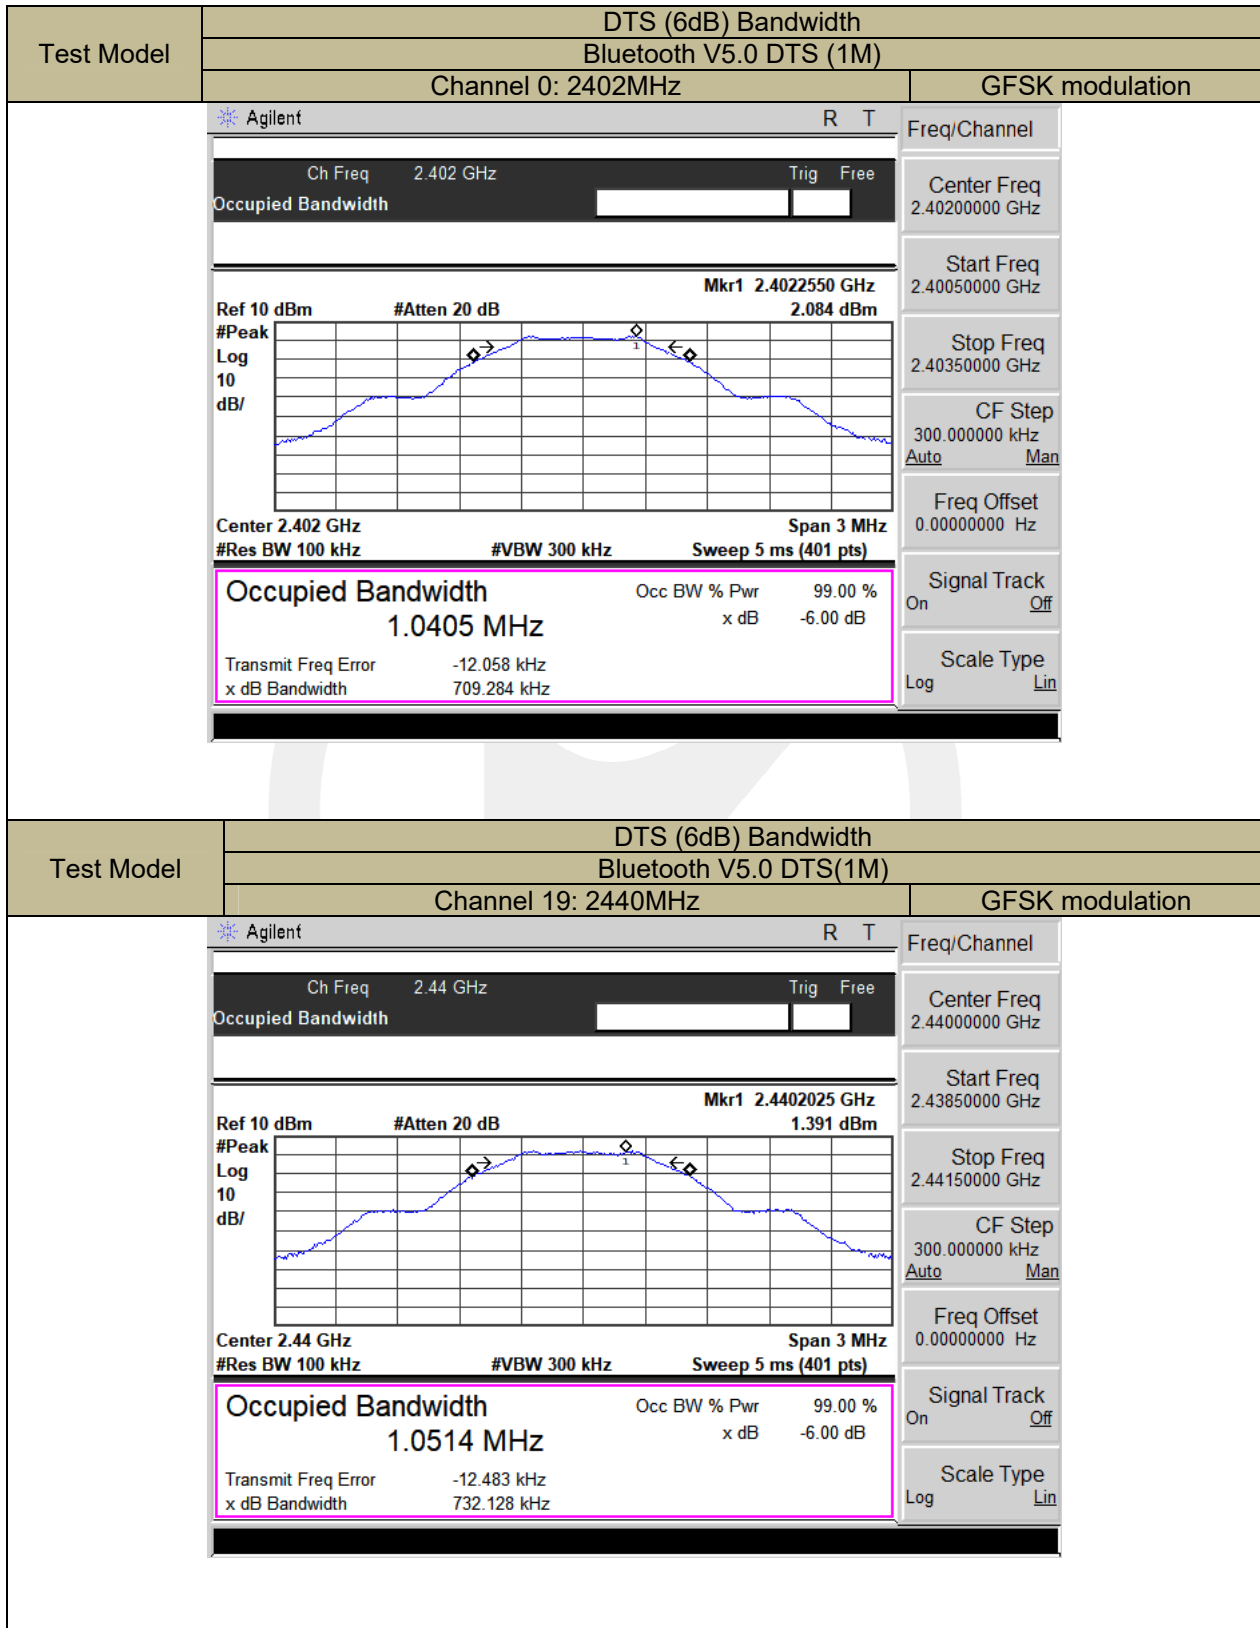 Test Model
DTS (6dB) Bandwidth
Bluetooth V5.0 DTS (1M)
Channel 0: 2402MHz GFSK modulation
Agilent R T
Freq/Channel
Ch Freq 2.402 GHz Trig Free
Occupied Bandwidth
Center Freq
2.40200000 GHz
Start Freq
2.40050000 GHz
Stop Freq
2.40350000 GHz
CF Step
300.000000 kHz
Auto Man
Freq Offset
0.00000000 Hz
Signal Track
On Off
Scale Type
Log Lin
Mkr1 2.4022550 GHz
Ref 10 dBm #Atten 20 dB 2.084 dBm
#Peak
Log
10
dB/
1
Center 2.402 GHz Span 3 MHz
#Res BW 100 kHz #VBW 300 kHz Sweep 5 ms (401 pts)
Occupied Bandwidth Occ BW % Pwr 99.00 %
1.0405 MHz x dB -6.00 dB
Transmit Freq Error -12.058 kHz
x dB Bandwidth 709.284 kHz
Test Model
DTS (6dB) Bandwidth
Bluetooth V5.0 DTS(1M)
Channel 19: 2440MHz GFSK modulation
Agilent R T
Freq/Channel
Ch Freq 2.44 GHz Trig Free
Occupied Bandwidth
Center Freq
2.44000000 GHz
Start Freq
2.43850000 GHz
Stop Freq
2.44150000 GHz
CF Step
300.000000 kHz
Auto Man
Freq Offset
0.00000000 Hz
Signal Track
On Off
Scale Type
Log Lin
Mkr1 2.4402025 GHz
Ref 10 dBm #Atten 20 dB 1.391 dBm
#Peak
Log
10
dB/
1
Center 2.44 GHz Span 3 MHz
#Res BW 100 kHz #VBW 300 kHz Sweep 5 ms (401 pts)
Occupied Bandwidth Occ BW % Pwr 99.00 %
1.0514 MHz x dB -6.00 dB
Transmit Freq Error -12.483 kHz
x dB Bandwidth 732.128 kHz